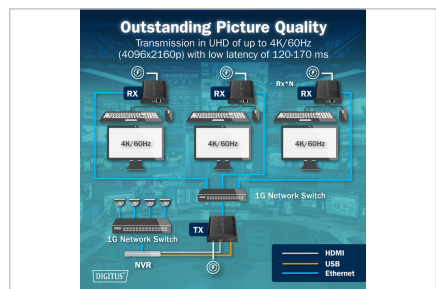 Outstanding Picture Quality
Transmission in UHD of up to 4K/60Hz
(4096x2160p) with low latency of 120-170 ms
RX
RX
Rx*N
RX
4K/60Hz
4K/60Hz
4K/60Hz
1G Network Switch
TX
1G Network Switch
NVR
HDMI
USB
Ethernet
DIGITUS®